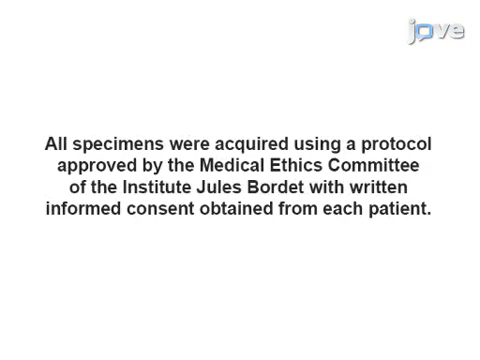 jove
All specimens were acquired using a protocol
approved by the Medical Ethics Committee
of the Institute Jules Bordet with written
informed consent obtained from each patient.